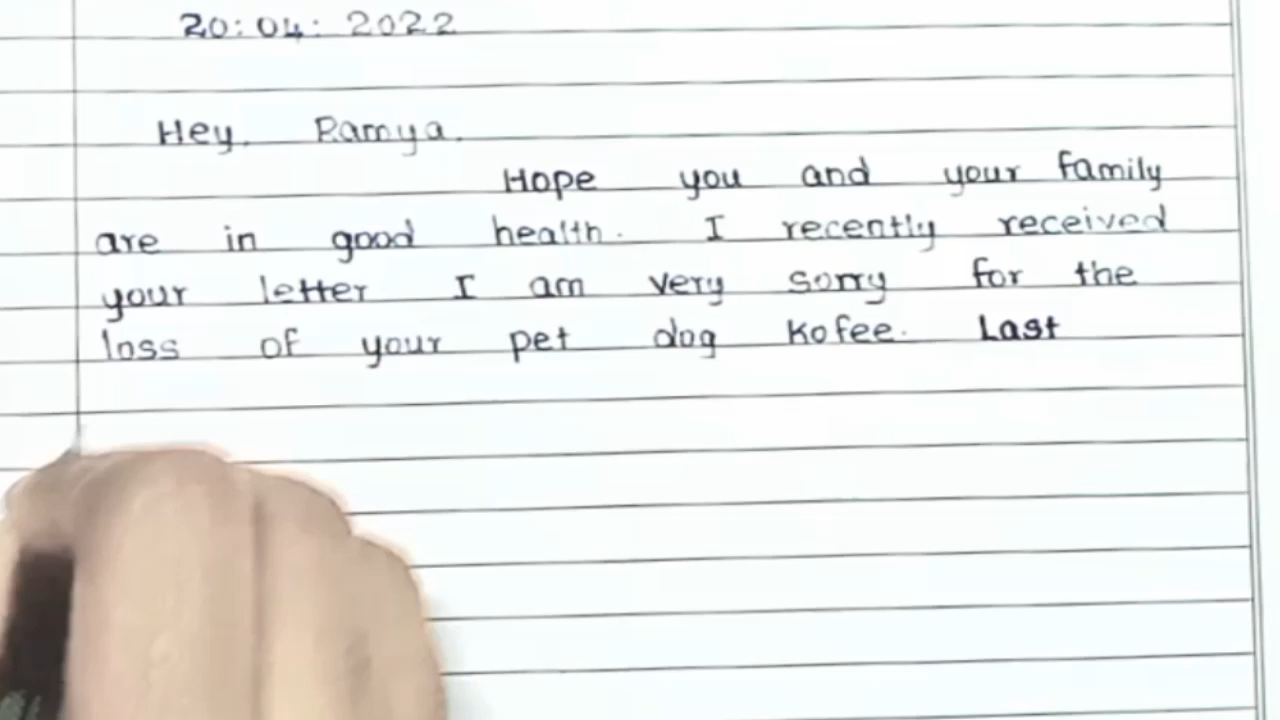 20:04: 2022
Hey. Ramya.
Hope you and your family
are in good health. I recently received
your letter I am very sorry for the
loss of your pet dog Kofee. Last